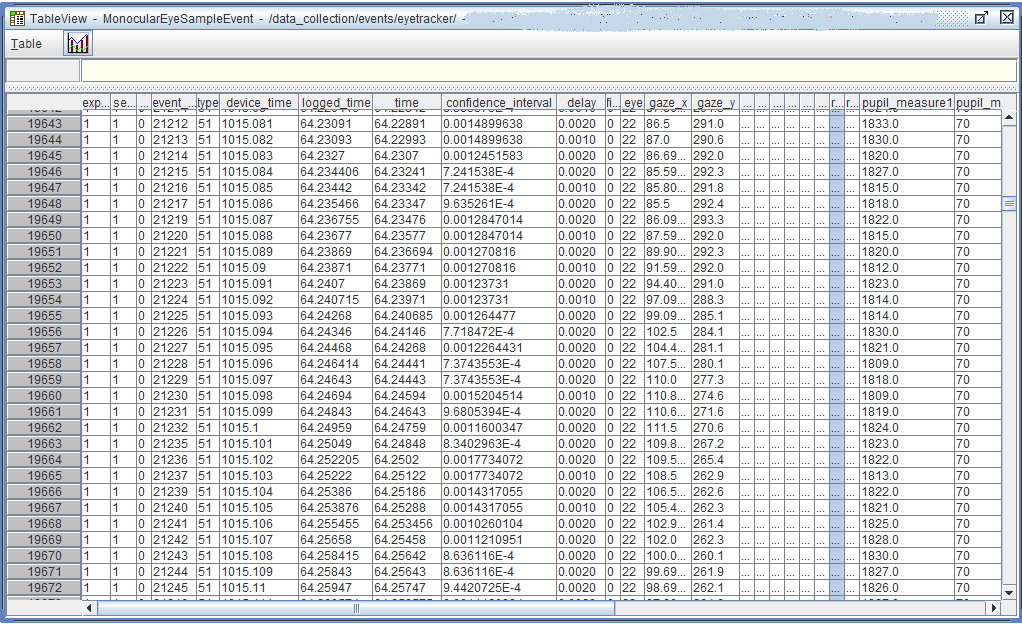 TableView - MonocularEyeSampleEvent - /data_collection/events/eyetracker/ -
Table
exp... se... ... event_... type device_time logged_time time confidence_interval delay fi... eye gaze_x gaze_y ... ... ... ... ... ... r... r... pupil_measure1 pupil_m
19643 1 1 0 21212 51 1015.081 64.23091 64.22891 0.0014899638 0.0020 0 22 86.5 291.0 ... ... ... ... ... ... ... ... 1833.0 70
19644 1 1 0 21213 51 1015.082 64.23093 64.22993 0.0014899638 0.0010 0 22 87.0 290.6 ... ... ... ... ... ... ... ... 1830.0 70
19645 1 1 0 21214 51 1015.083 64.2327 64.2307 0.0012451583 0.0020 0 22 86.69... 292.0 ... ... ... ... ... ... ... ... 1820.0 70
19646 1 1 0 21215 51 1015.084 64.234406 64.23241 7.241538E-4 0.0020 0 22 85.59... 292.3 ... ... ... ... ... ... ... ... 1827.0 70
19647 1 1 0 21216 51 1015.085 64.23442 64.23342 7.241538E-4 0.0010 0 22 85.80... 291.8 ... ... ... ... ... ... ... ... 1815.0 70
19648 1 1 0 21217 51 1015.086 64.235466 64.23347 9.635261E-4 0.0020 0 22 85.5 292.4 ... ... ... ... ... ... ... ... 1818.0 70
19649 1 1 0 21219 51 1015.087 64.236755 64.23476 0.0012847014 0.0020 0 22 86.09... 293.3 ... ... ... ... ... ... ... ... 1822.0 70
19650 1 1 0 21220 51 1015.088 64.23677 64.23577 0.0012847014 0.0010 0 22 87.59... 292.0 ... ... ... ... ... ... ... ... 1815.0 70
19651 1 1 0 21221 51 1015.089 64.23869 64.236694 0.001270816 0.0020 0 22 89.90... 292.3 ... ... ... ... ... ... ... ... 1820.0 70
19652 1 1 0 21222 51 1015.09 64.23871 64.23771 0.001270816 0.0010 0 22 91.59... 292.0 ... ... ... ... ... ... ... ... 1812.0 70
19653 1 1 0 21223 51 1015.091 64.2407 64.23869 0.00123731 0.0020 0 22 94.40... 291.0 ... ... ... ... ... ... ... ... 1823.0 70
19654 1 1 0 21224 51 1015.092 64.240715 64.23971 0.00123731 0.0010 0 22 97.09... 288.3 ... ... ... ... ... ... ... ... 1814.0 70
19655 1 1 0 21225 51 1015.093 64.24268 64.240685 0.001264477 0.0020 0 22 99.09... 285.1 ... ... ... ... ... ... ... ... 1814.0 70
19656 1 1 0 21226 51 1015.094 64.24346 64.24146 7.718472E-4 0.0020 0 22 102.5 284.1 ... ... ... ... ... ... ... ... 1830.0 70
19657 1 1 0 21227 51 1015.095 64.24468 64.24268 0.0012264431 0.0020 0 22 104.4... 281.1 ... ... ... ... ... ... ... ... 1821.0 70
19658 1 1 0 21228 51 1015.096 64.246414 64.24441 7.3743553E-4 0.0020 0 22 107.5... 280.1 ... ... ... ... ... ... ... ... 1809.0 70
19659 1 1 0 21229 51 1015.097 64.24643 64.24443 7.3743553E-4 0.0020 0 22 110.0 277.3 ... ... ... ... ... ... ... ... 1818.0 70
19660 1 1 0 21230 51 1015.098 64.24694 64.24594 0.0015204514 0.0010 0 22 110.8... 274.6 ... ... ... ... ... ... ... ... 1809.0 70
19661 1 1 0 21231 51 1015.099 64.24843 64.24643 9.6805394E-4 0.0020 0 22 110.6... 271.6 ... ... ... ... ... ... ... ... 1819.0 70
19662 1 1 0 21232 51 1015.1 64.24959 64.24759 0.0011600347 0.0020 0 22 111.5 270.6 ... ... ... ... ... ... ... ... 1824.0 70
19663 1 1 0 21235 51 1015.101 64.25049 64.24848 8.3402963E-4 0.0020 0 22 109.8... 267.2 ... ... ... ... ... ... ... ... 1823.0 70
19664 1 1 0 21236 51 1015.102 64.252205 64.2502 0.0017734072 0.0020 0 22 109.5... 265.4 ... ... ... ... ... ... ... ... 1822.0 70
19665 1 1 0 21237 51 1015.103 64.25222 64.25122 0.0017734072 0.0010 0 22 108.5 262.9 ... ... ... ... ... ... ... ... 1813.0 70
19666 1 1 0 21239 51 1015.104 64.25386 64.25186 0.0014317055 0.0020 0 22 106.5... 262.6 ... ... ... ... ... ... ... ... 1822.0 70
19667 1 1 0 21240 51 1015.105 64.253876 64.25288 0.0014317055 0.0010 0 22 105.4... 262.3 ... ... ... ... ... ... ... ... 1821.0 70
19668 1 1 0 21241 51 1015.106 64.255455 64.253456 0.0010260104 0.0020 0 22 102.9... 261.4 ... ... ... ... ... ... ... ... 1825.0 70
19669 1 1 0 21242 51 1015.107 64.25658 64.25458 0.0011210951 0.0020 0 22 102.0 262.3 ... ... ... ... ... ... ... ... 1828.0 70
19670 1 1 0 21243 51 1015.108 64.258415 64.25642 8.636116E-4 0.0020 0 22 100.0... 260.1 ... ... ... ... ... ... ... ... 1830.0 70
19671 1 1 0 21244 51 1015.109 64.25843 64.25643 8.636116E-4 0.0020 0 22 99.69... 261.9 ... ... ... ... ... ... ... ... 1827.0 70
19672 1 1 0 21245 51 1015.11 64.25947 64.25747 9.4420725E-4 0.0020 0 22 98.69... 262.1 ... ... ... ... ... ... ... ... 1826.0 70